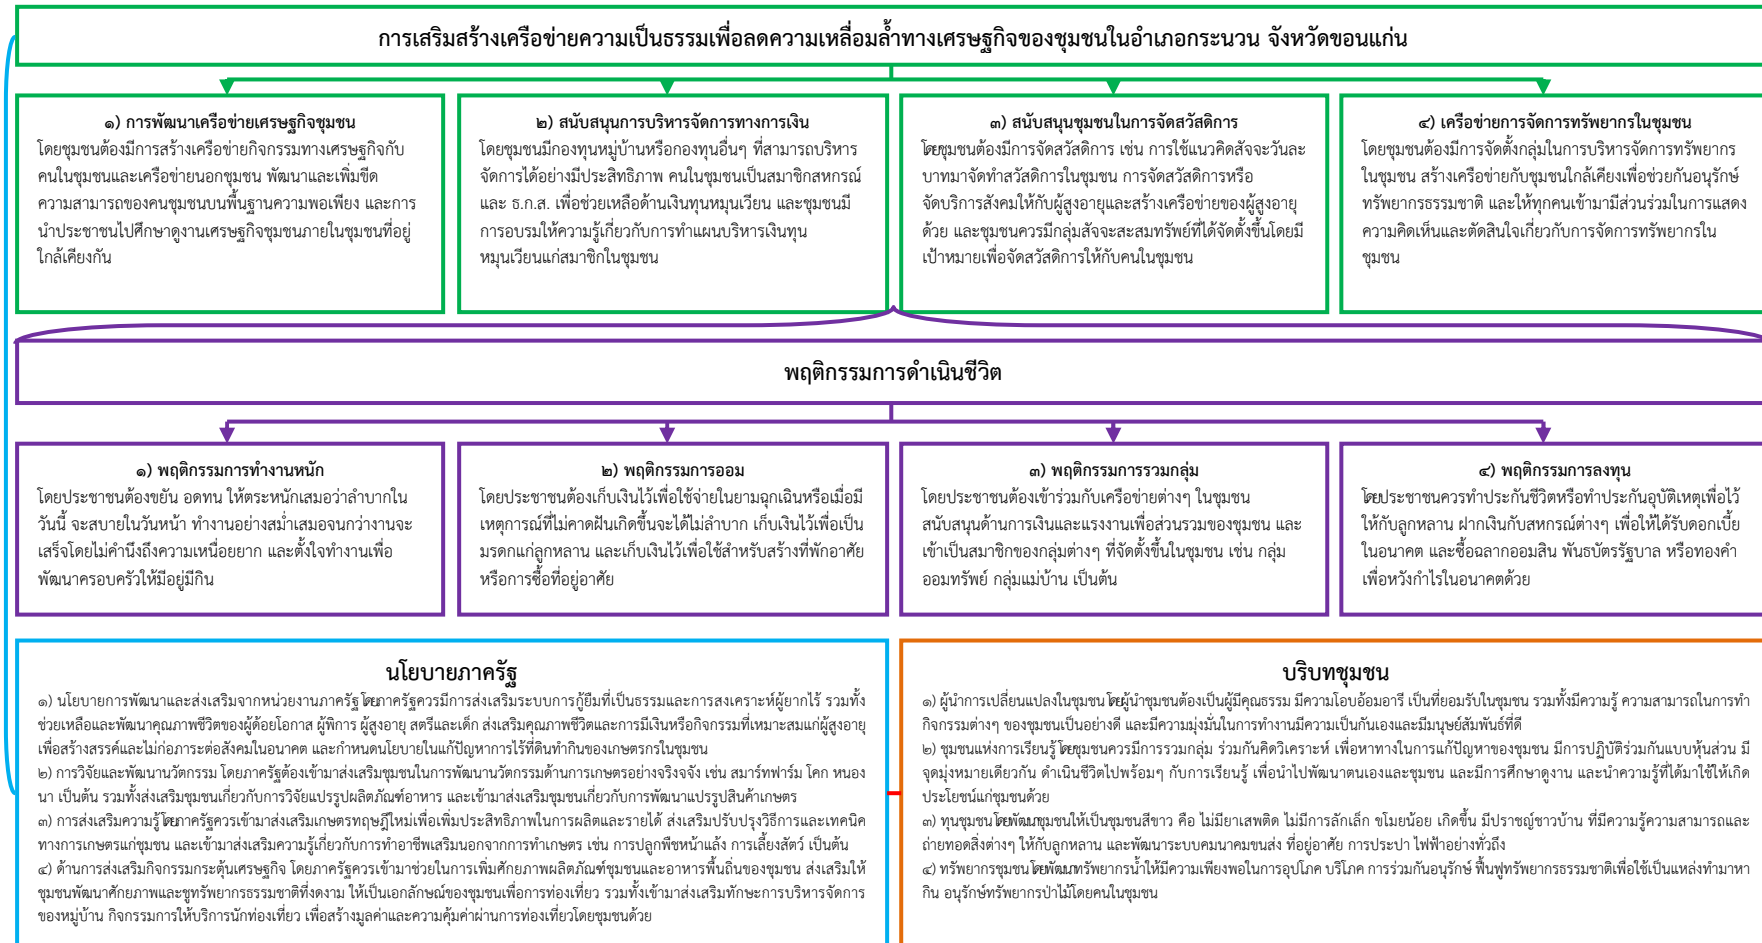 การเสริมสร้างเครือข่ายความเป็นธรรมเพื่อลดความเหลื่อมล้ำทางเศรษฐกิจของชุมชนในอำเภอกระนวน จังหวัดขอนแก่น
๑) การพัฒนาเครือข่ายเศรษฐกิจชุมชน
โดยชุมชนต้องมีการสร้างเครือข่ายกิจกรรมทางเศรษฐกิจกับ
คนในชุมชนและเครือข่ายนอกชุมชน พัฒนาและเพิ่มขีด
ความสามารถของคนชุมชนบนพื้นฐานความพอเพียง และการ
นำประชาชนไปศึกษาดูงานเศรษฐกิจชุมชนภายในชุมชนที่อยู่
ใกล้เคียงกัน
๒) สนับสนุนการบริหารจัดการทางการเงิน
โดยชุมชนมีกองทุนหมู่บ้านหรือกองทุนอื่นๆ ที่สามารถบริหาร
จัดการได้อย่างมีประสิทธิภาพ คนในชุมชนเป็นสมาชิกสหกรณ์
และ ธ.ก.ส. เพื่อช่วยเหลือด้านเงินทุนหมุนเวียน และชุมชนมี
การอบรมให้ความรู้เกี่ยวกับการทำแผนบริหารเงินทุน
หมุนเวียนแก่สมาชิกในชุมชน
๓) สนับสนุนชุมชนในการจัดสวัสดิการ
โดยชุมชนต้องมีการจัดสวัสดิการ เช่น การใช้แนวคิดสัจจะวันละ
บาทมาจัดทำสวัสดิการในชุมชน การจัดสวัสดิการหรือ
จัดบริการสังคมให้กับผู้สูงอายุและสร้างเครือข่ายของผู้สูงอายุ
ด้วย และชุมชนควรมีกลุ่มสัจจะสะสมทรัพย์ที่ได้จัดตั้งขึ้นโดยมี
เป้าหมายเพื่อจัดสวัสดิการให้กับคนในชุมชน
๔) เครือข่ายการจัดการทรัพยากรในชุมชน
โดยชุมชนต้องมีการจัดตั้งกลุ่มในการบริหารจัดการทรัพยากร
ในชุมชน สร้างเครือข่ายกับชุมชนใกล้เคียงเพื่อช่วยกันอนุรักษ์
ทรัพยากรธรรมชาติ และให้ทุกคนเข้ามามีส่วนร่วมในการแสดง
ความคิดเห็นและตัดสินใจเกี่ยวกับการจัดการทรัพยากรใน
ชุมชน
พฤติกรรมการดำเนินชีวิต
๑) พฤติกรรมการทำงานหนัก
โดยประชาชนต้องขยัน อดทน ให้ตระหนักเสมอว่าลำบากใน
วันนี้ จะสบายในวันหน้า ทำงานอย่างสม่ำเสมอจนกว่างานจะ
เสร็จโดยไม่คำนึงถึงความเหนื่อยยาก และตั้งใจทำงานเพื่อ
พัฒนาครอบครัวให้มีอยู่มีกิน
๒) พฤติกรรมการออม
โดยประชาชนต้องเก็บเงินไว้เพื่อใช้จ่ายในยามฉุกเฉินหรือเมื่อมี
เหตุการณ์ที่ไม่คาดฝันเกิดขึ้นจะได้ไม่ลำบาก เก็บเงินไว้เพื่อเป็น
มรดกแก่ลูกหลาน และเก็บเงินไว้เพื่อใช้สำหรับสร้างที่พักอาศัย
หรือการซื้อที่อยู่อาศัย
๓) พฤติกรรมการรวมกลุ่ม
โดยประชาชนต้องเข้าร่วมกับเครือข่ายต่างๆ ในชุมชน
สนับสนุนด้านการเงินและแรงงานเพื่อส่วนรวมของชุมชน และ
เข้าเป็นสมาชิกของกลุ่มต่างๆ ที่จัดตั้งขึ้นในชุมชน เช่น กลุ่ม
ออมทรัพย์ กลุ่มแม่บ้าน เป็นต้น
๔) พฤติกรรมการลงทุน
โดยประชาชนควรทำประกันชีวิตหรือทำประกันอุบัติเหตุเพื่อไว้
ให้กับลูกหลาน ฝากเงินกับสหกรณ์ต่างๆ เพื่อให้ได้รับดอกเบี้ย
ในอนาคต และซื้อฉลากออมสิน พันธบัตรรัฐบาล หรือทองคำ
เพื่อหวังกำไรในอนาคตด้วย
นโยบายภาครัฐ
๑) นโยบายการพัฒนาและส่งเสริมจากหน่วยงานภาครัฐ โดยภาครัฐควรมีการส่งเสริมระบบการกู้ยืมที่เป็นธรรมและการสงเคราะห์ผู้ยากไร้ รวมทั้ง
ช่วยเหลือและพัฒนาคุณภาพชีวิตของผู้ด้อยโอกาส ผู้พิการ ผู้สูงอายุ สตรีและเด็ก ส่งเสริมคุณภาพชีวิตและการมีเงินหรือกิจกรรมที่เหมาะสมแก่ผู้สูงอายุ
เพื่อสร้างสรรค์และไม่ก่อภาระต่อสังคมในอนาคต และกำหนดนโยบายในแก้ปัญหาการไร้ที่ดินทำกินของเกษตรกรในชุมชน
๒) การวิจัยและพัฒนานวัตกรรม โดยภาครัฐต้องเข้ามาส่งเสริมชุมชนในการพัฒนานวัตกรรมด้านการเกษตรอย่างจริงจัง เช่น สมาร์ทฟาร์ม โคก หนอง
นา เป็นต้น รวมทั้งส่งเสริมชุมชนเกี่ยวกับการวิจัยแปรรูปผลิตภัณฑ์อาหาร และเข้ามาส่งเสริมชุมชนเกี่ยวกับการพัฒนาแปรรูปสินค้าเกษตร
๓) การส่งเสริมความรู้ โดยภาครัฐควรเข้ามาส่งเสริมเกษตรทฤษฎีใหม่เพื่อเพิ่มประสิทธิภาพในการผลิตและรายได้ ส่งเสริมปรับปรุงวิธีการและเทคนิค
ทางการเกษตรแก่ชุมชน และเข้ามาส่งเสริมความรู้เกี่ยวกับการทำอาชีพเสริมนอกจากการทำเกษตร เช่น การปลูกพืชหน้าแล้ง การเลี้ยงสัตว์ เป็นต้น
๔) ด้านการส่งเสริมกิจกรรมกระตุ้นเศรษฐกิจ โดยภาครัฐควรเข้ามาช่วยในการเพิ่มศักยภาพผลิตภัณฑ์ชุมชนและอาหารพื้นถิ่นของชุมชน ส่งเสริมให้
ชุมชนพัฒนาศักยภาพและชูทรัพยากรธรรมชาติที่งดงาม ให้เป็นเอกลักษณ์ของชุมชนเพื่อการท่องเที่ยว รวมทั้งเข้ามาส่งเสริมทักษะการบริหารจัดการ
ของหมู่บ้าน กิจกรรมการให้บริการนักท่องเที่ยว เพื่อสร้างมูลค่าและความคุ้มค่าผ่านการท่องเที่ยวโดยชุมชนด้วย
บริบทชุมชน
๑) ผู้นำการเปลี่ยนแปลงในชุมชน โดยผู้นำชุมชนต้องเป็นผู้มีคุณธรรม มีความโอบอ้อมอารี เป็นที่ยอมรับในชุมชน รวมทั้งมีความรู้ ความสามารถในการทำ
กิจกรรมต่างๆ ของชุมชนเป็นอย่างดี และมีความมุ่งมั่นในการทำงานมีความเป็นกันเองและมีมนุษย์สัมพันธ์ที่ดี
๒) ชุมชนแห่งการเรียนรู้ โดยชุมชนควรมีการรวมกลุ่ม ร่วมกันคิดวิเคราะห์ เพื่อหาทางในการแก้ปัญหาของชุมชน มีการปฏิบัติร่วมกันแบบหุ้นส่วน มี
จุดมุ่งหมายเดียวกัน ดำเนินชีวิตไปพร้อมๆ กับการเรียนรู้ เพื่อนำไปพัฒนาตนเองและชุมชน และมีการศึกษาดูงาน และนำความรู้ที่ได้มาใช้ให้เกิด
ประโยชน์แก่ชุมชนด้วย
๓) ทุนชุมชน โดยพัฒนาชุมชนให้เป็นชุมชนสีขาว คือ ไม่มียาเสพติด ไม่มีการลักเล็ก ขโมยน้อย เกิดขึ้น มีปราชญ์ชาวบ้าน ที่มีความรู้ความสามารถและ
ถ่ายทอดสิ่งต่างๆ ให้กับลูกหลาน และพัฒนาระบบคมนาคมขนส่ง ที่อยู่อาศัย การประปา ไฟฟ้าอย่างทั่วถึง
๔) ทรัพยากรชุมชน โดยพัฒนาทรัพยากรน้ำให้มีความเพียงพอในการอุปโภค บริโภค การร่วมกันอนุรักษ์ ฟื้นฟูทรัพยากรธรรมชาติเพื่อใช้เป็นแหล่งทำมาหา
กิน อนุรักษ์ทรัพยากรป่าไม้โดยคนในชุมชน